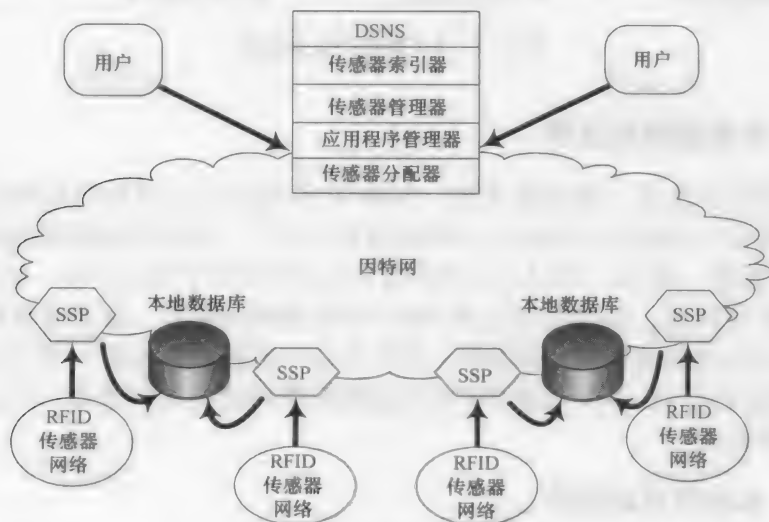 DSNS
用户
传感器索引器
用户
传感器管理器
应用程序管理器
传感器分配器
因特网
SSP
本地数据库
本地数据库
SSP
SSP
SSP
RFID
传感器
网络
RFID
传感器
网络
RFID
传感器
网络
RFID
传感器
网络